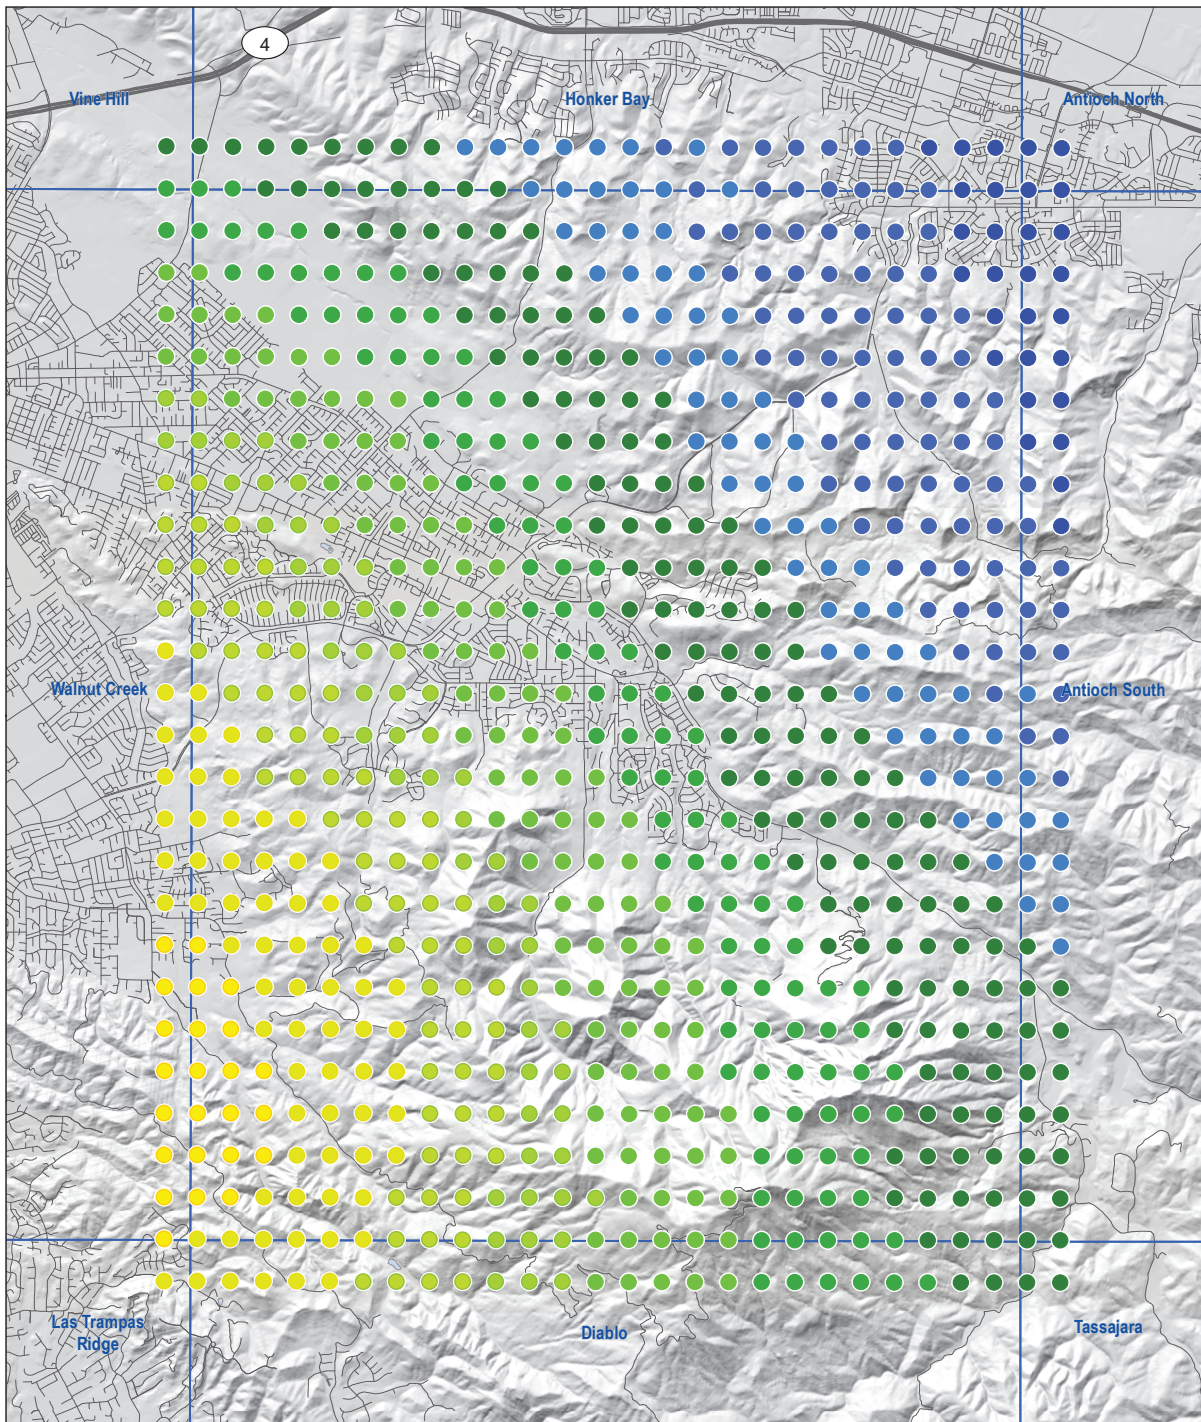 4
Vine Hill
Honker Bay
Antioch North
Walnut Creek
Antioch South
Las Trampas
Ridge
Diablo
Tassajara